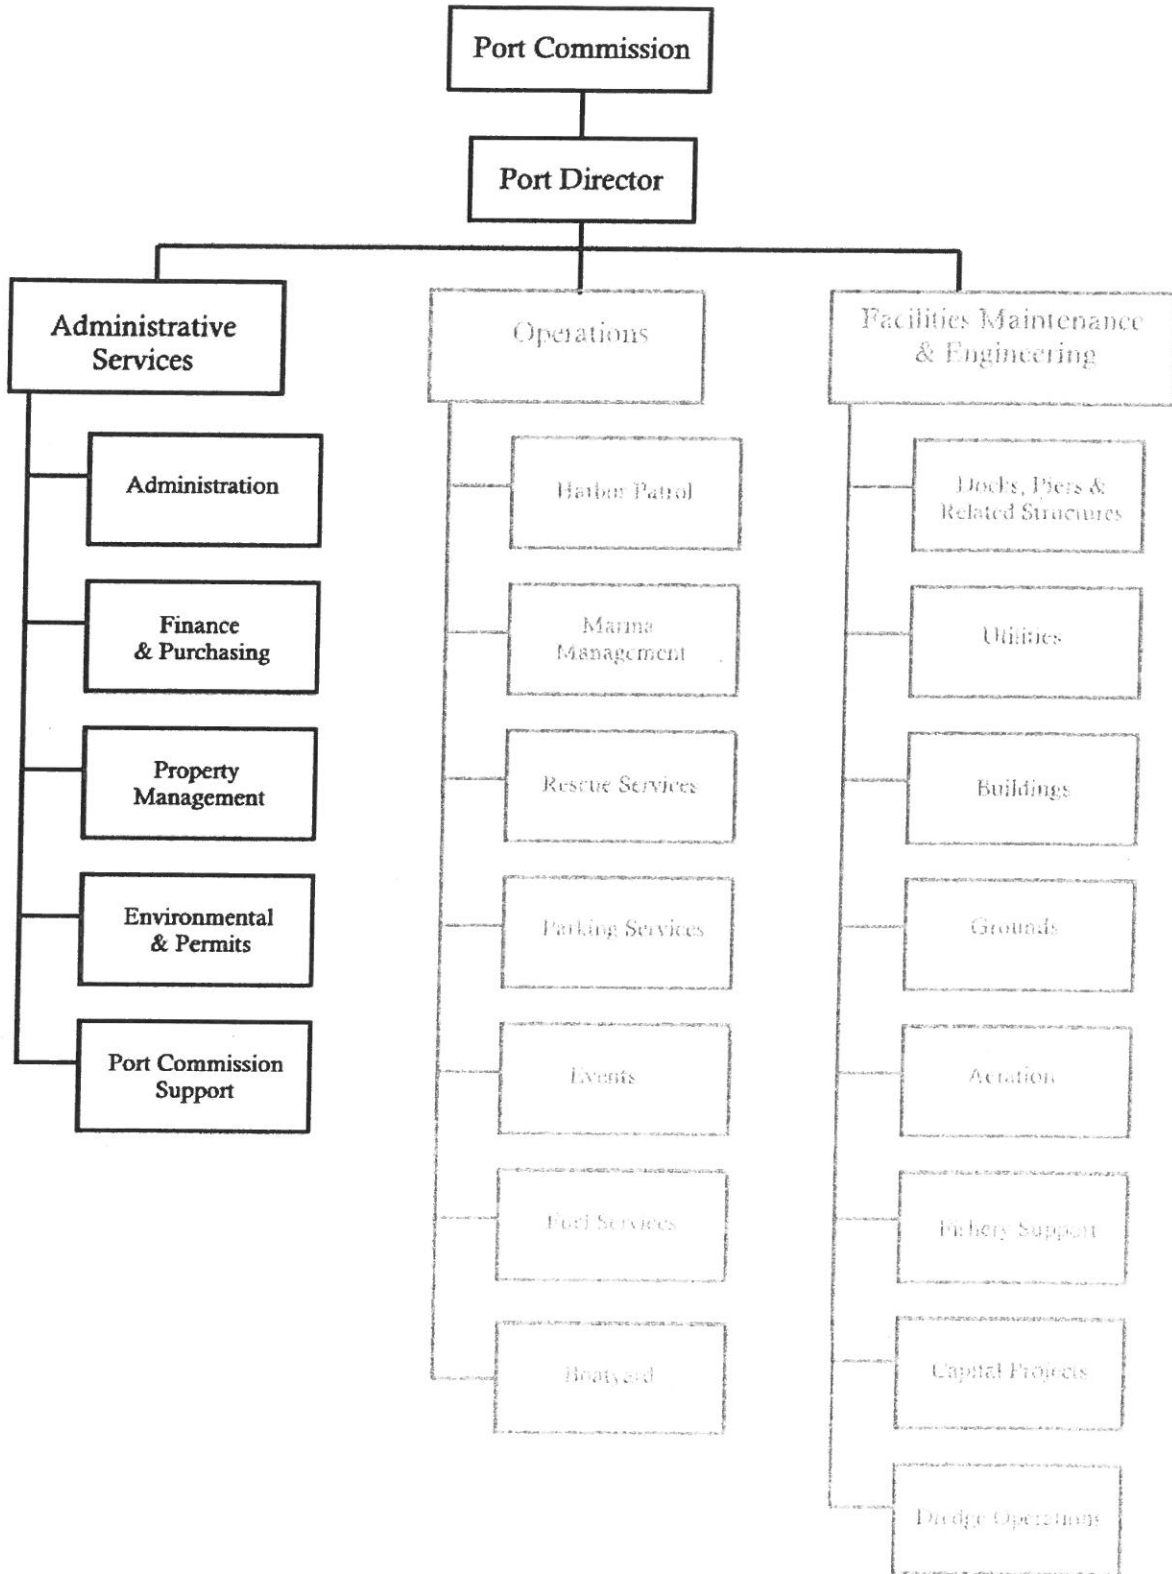 Port Commission
Port Director
Administrative
Services
Administration
Finance
& Purchasing
Property
Management
Environmental
& Permits
Port Commission
Support
Operations
Harbor Patrol
Marina
Management
Rescue Services
Parking Services
Events
Fuel Services
Boatyard
Facilities Maintenance
& Engineering
Docks, Piers &
Related Structures
Utilities
Buildings
Grounds
Aeration
Fishery Support
Capital Projects
Dredge Operations